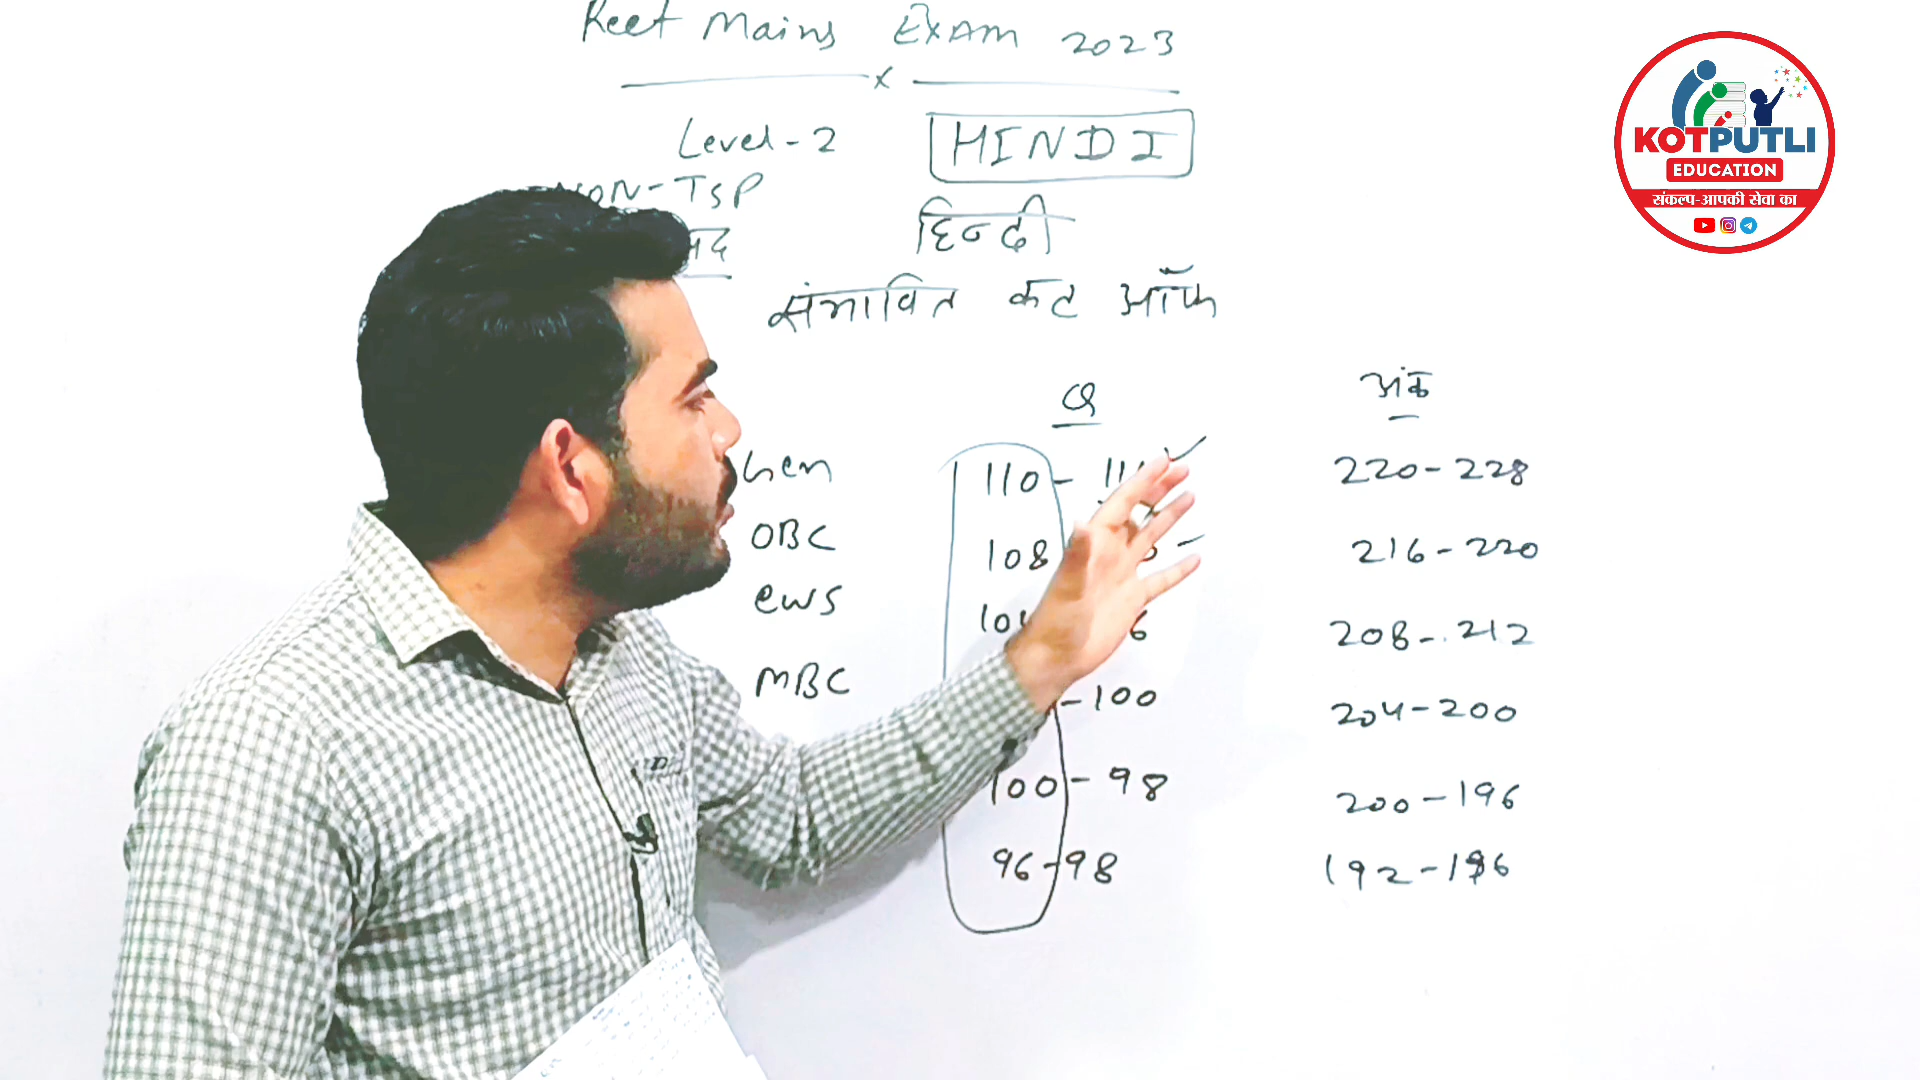 Reet Mains Exam 2023
x
Level-2 HINDI
NON-TSP
हिन्दी
संभावित कट ऑफ
Q अंक
Gen 110 - 220-228
OBC 108 216-220
EWS 208-212
MBC -100 204-200
100-98 200-196
96-98 192-196
KOTPUTLI
EDUCATION
संकल्प-आपकी सेवा का